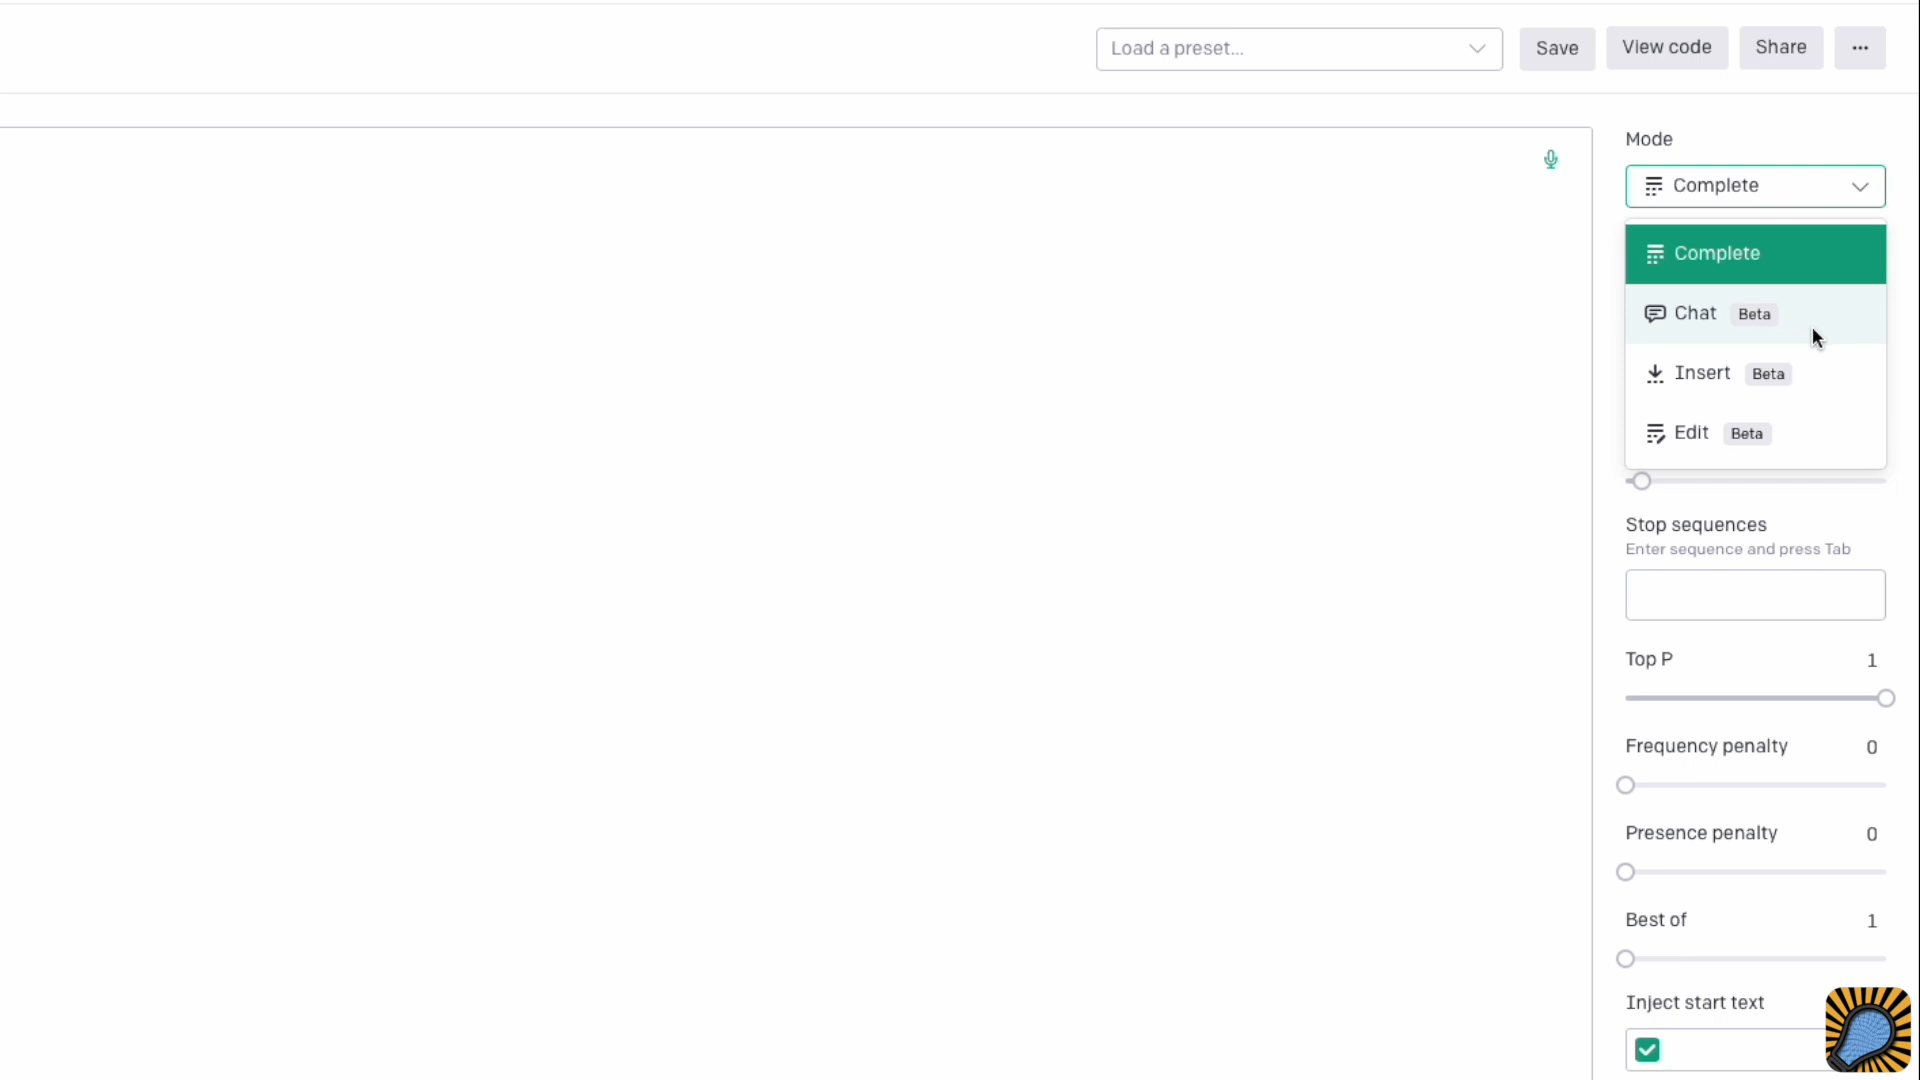 Load a preset...
Save
View code
Share
Mode
Complete
Complete
Chat Beta
Insert Beta
Edit Beta
Stop sequences
Enter sequence and press Tab
Top P 1
Frequency penalty 0
Presence penalty 0
Best of 1
Inject start text